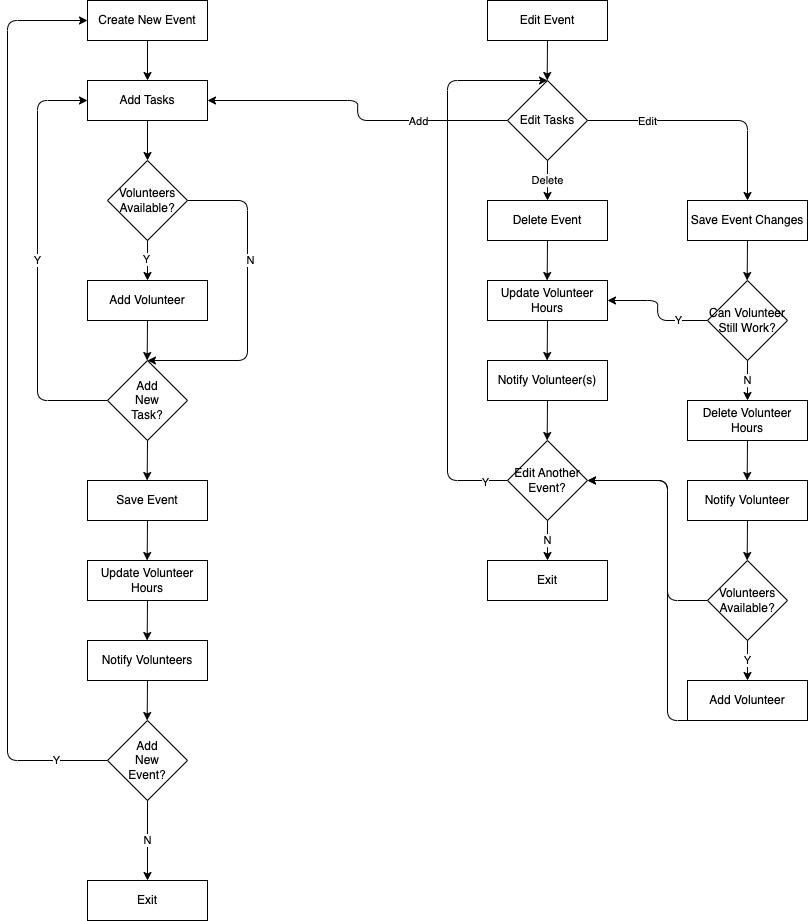 Create New Event
Edit Event
Add Tasks
Add
Edit Tasks
Edit
Delete
Volunteers
Available?
Delete Event
Save Event Changes
Y
Y
N
Add Volunteer
Update Volunteer
Hours
Y
Can Volunteer
Still Work?
Add
New
Task?
Notify Volunteer(s)
N
Delete Volunteer
Hours
Save Event
Y
Edit Another
Event?
Notify Volunteer
N
Update Volunteer
Hours
Exit
Volunteers
Available?
Notify Volunteers
Y
Add Volunteer
Add
New
Event?
Y
N
Exit